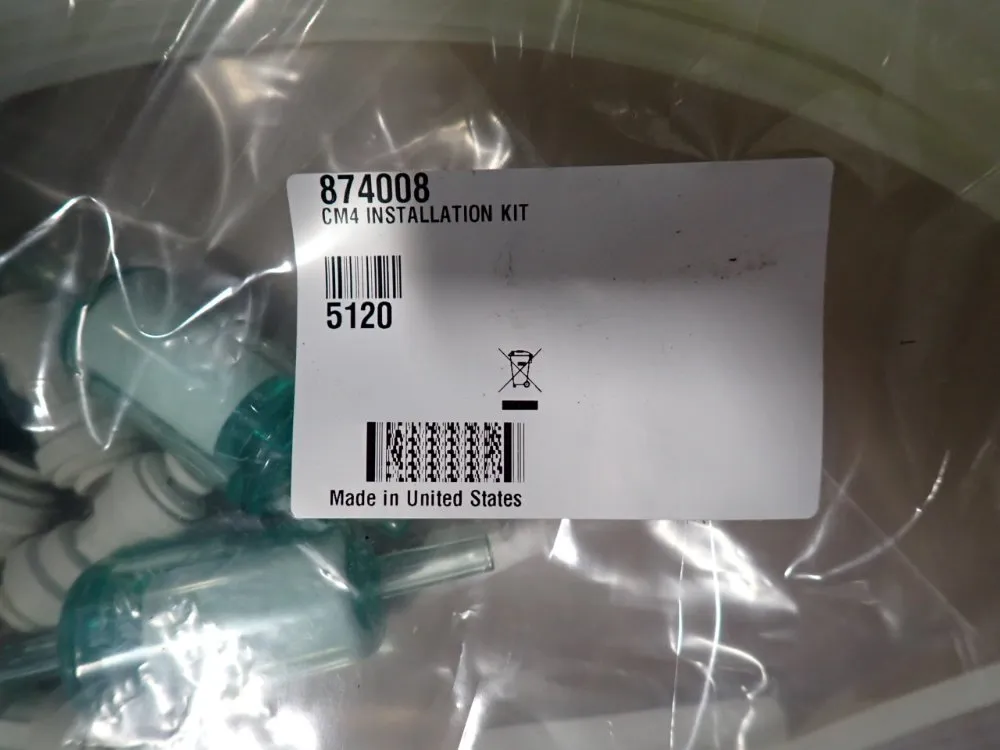 874008
CM4 INSTALLATION KIT
5120
Made in United States